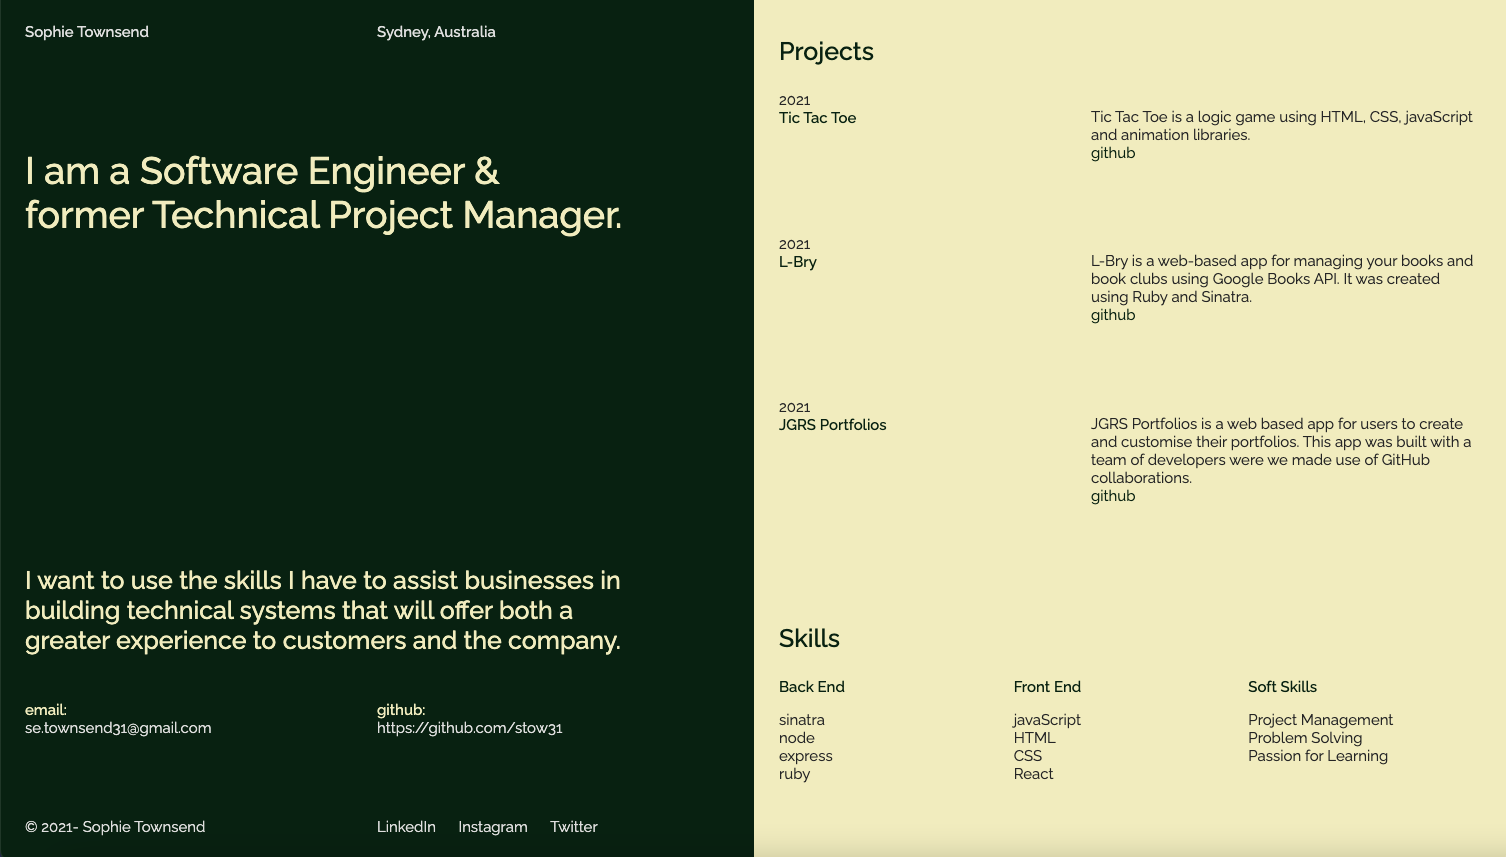 Sophie Townsend
Sydney, Australia
I am a Software Engineer &
former Technical Project Manager.
I want to use the skills I have to assist businesses in
building technical systems that will offer both a
greater experience to customers and the company.
email:
se.townsend31@gmail.com
github:
https://github.com/stow31
© 2021- Sophie Townsend
LinkedIn Instagram Twitter
Projects
2021
Tic Tac Toe
Tic Tac Toe is a logic game using HTML, CSS, javaScript
and animation libraries.
github
2021
L-Bry
L-Bry is a web-based app for managing your books and
book clubs using Google Books API. It was created
using Ruby and Sinatra.
github
2021
JGRS Portfolios
JGRS Portfolios is a web based app for users to create
and customise their portfolios. This app was built with a
team of developers were we made use of GitHub
collaborations.
github
Skills
Back End
sinatra
node
express
ruby
Front End
javaScript
HTML
CSS
React
Soft Skills
Project Management
Problem Solving
Passion for Learning